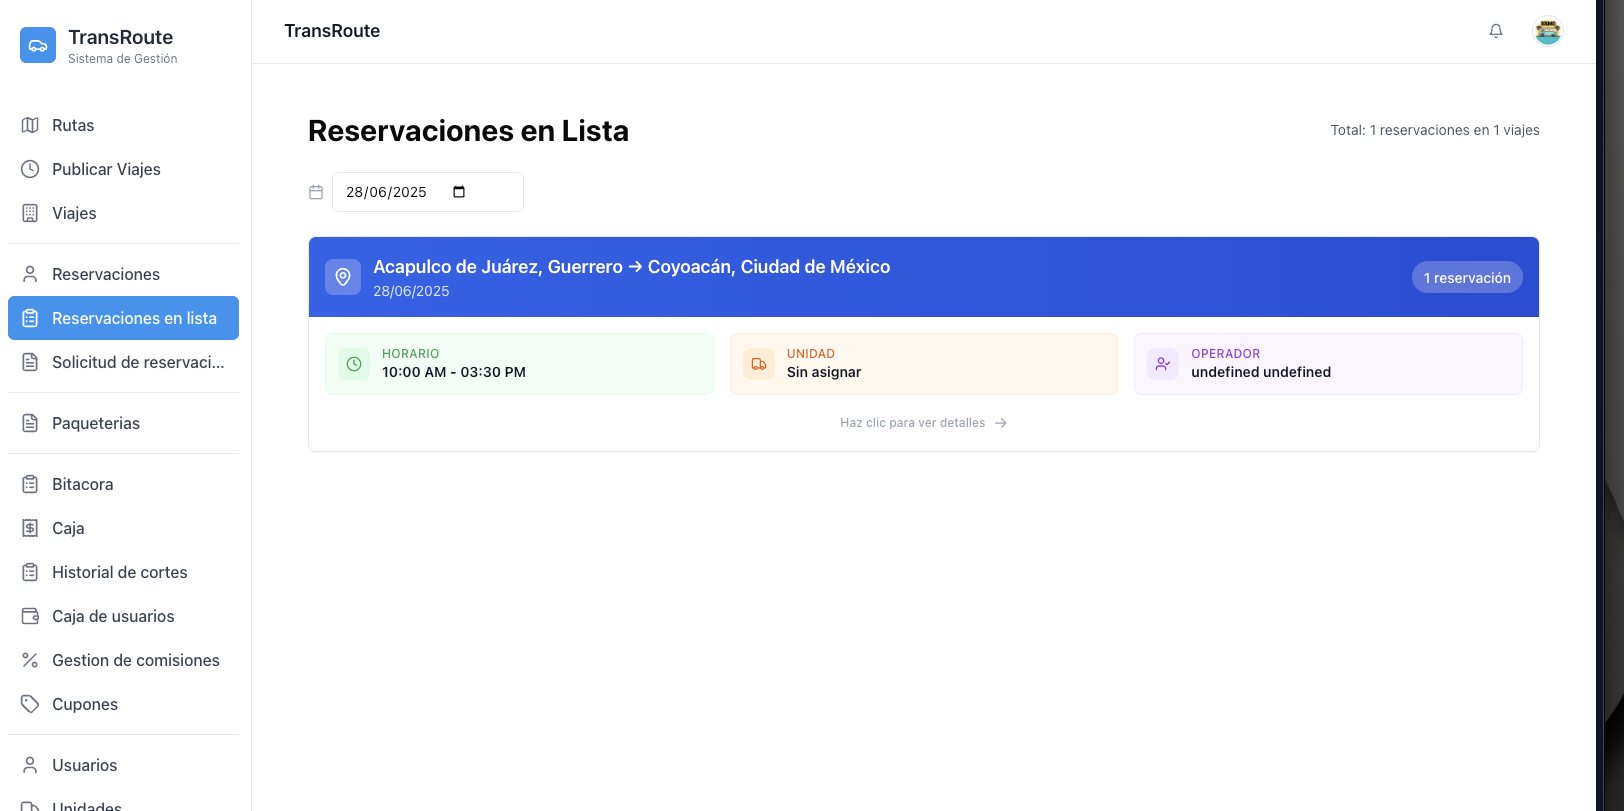 TransRoute
Sistema de Gestión
Rutas
Publicar Viajes
Viajes
Reservaciones
Reservaciones en lista
Solicitud de reservaci...
Paqueterias
Bitacora
Caja
Historial de cortes
Caja de usuarios
Gestion de comisiones
Cupones
Usuarios
Unidades
TransRoute
Reservaciones en Lista
Total: 1 reservaciones en 1 viajes
28/06/2025
Acapulco de Juárez, Guerrero → Coyoacán, Ciudad de México
28/06/2025
1 reservación
HORARIO
10:00 AM - 03:30 PM
UNIDAD
Sin asignar
OPERADOR
undefined undefined
Haz clic para ver detalles →